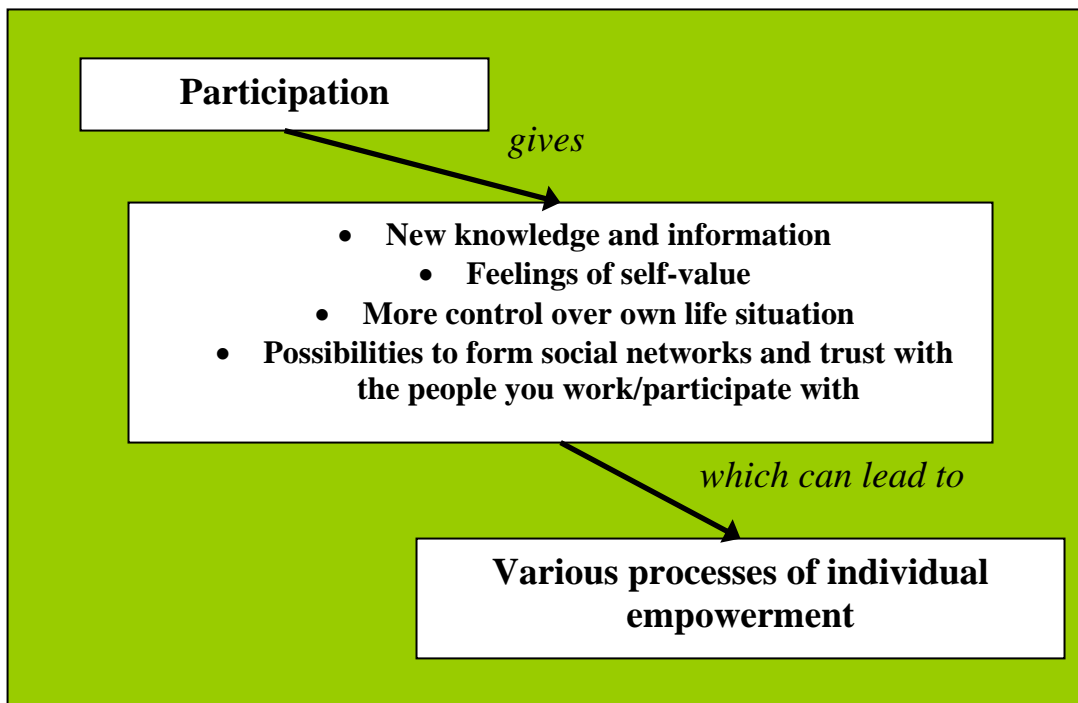 Participation
gives
• New knowledge and information
• Feelings of self-value
• More control over own life situation
• Possibilities to form social networks and trust with
the people you work/participate with
which can lead to
Various processes of individual
empowerment